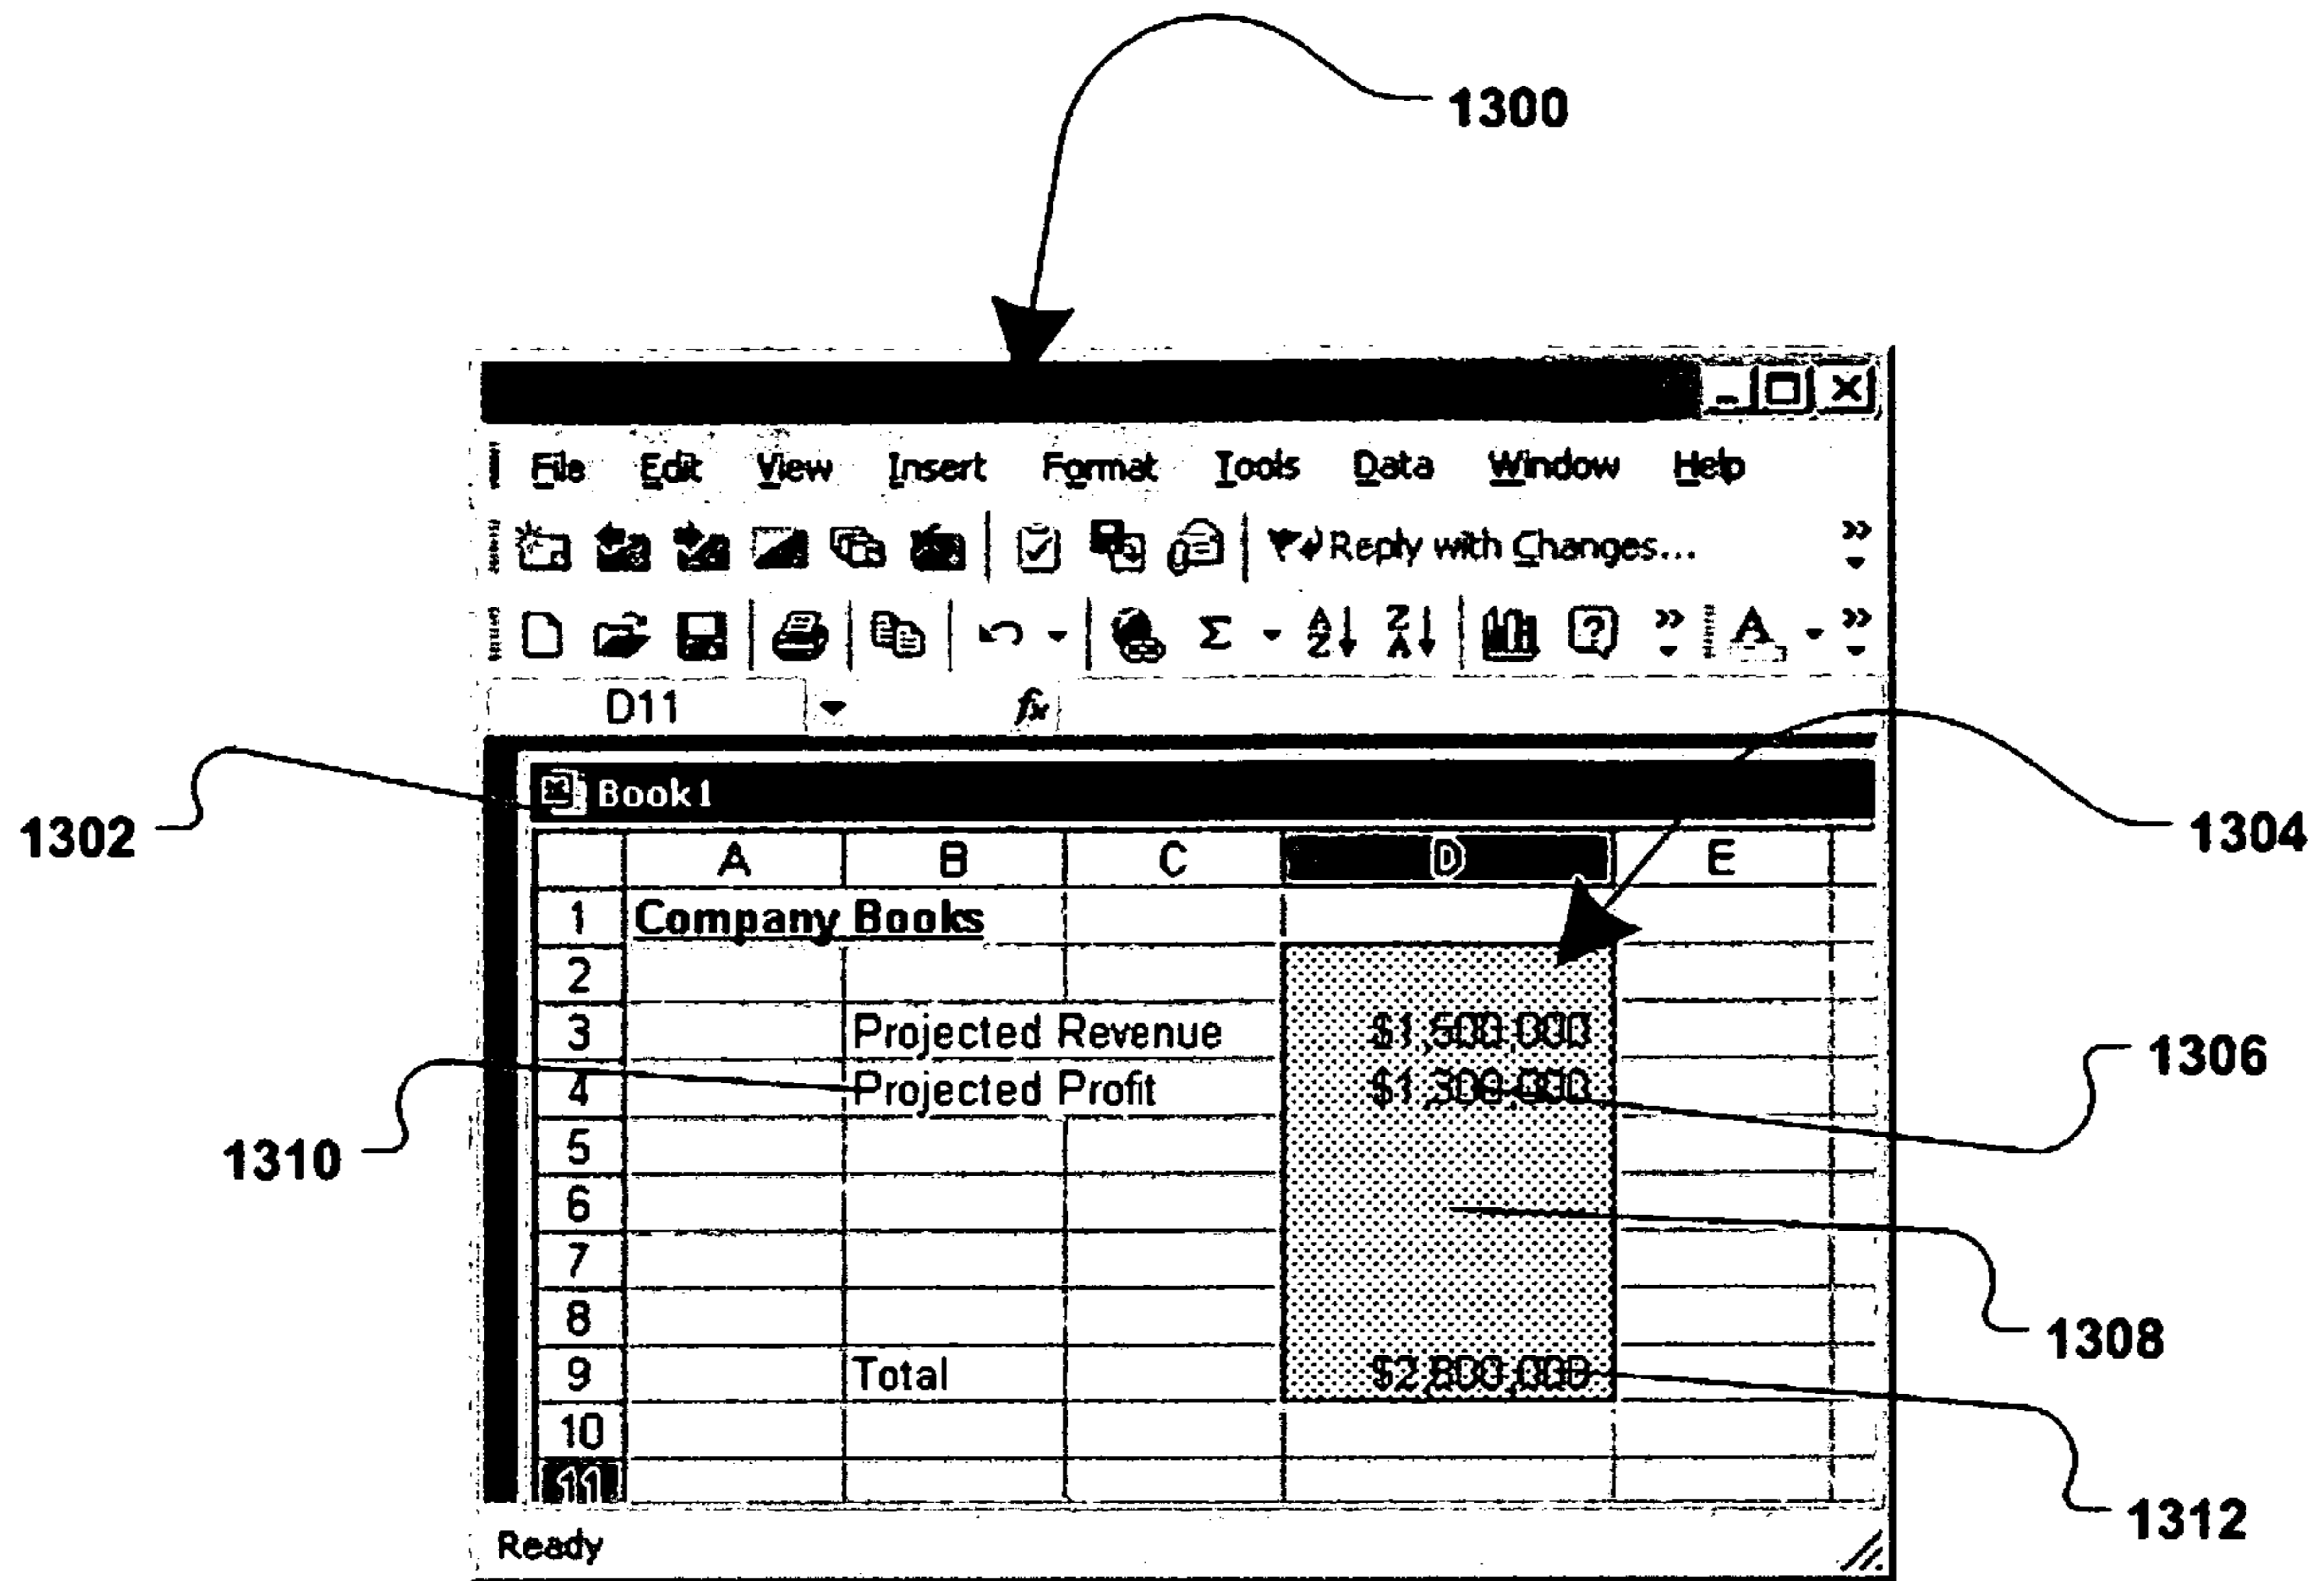 1300
File Edit View Insert Format Tools Data Window Help
Reply with Changes...
D11 fx
Book1
1302
1304
A B C D E
1 Company Books
2
3 Projected Revenue $1,500,000
1306
4 Projected Profit $1,300,000
1310
5
6
7
8
1308
9 Total $2,800,000
10
11
1312
Ready